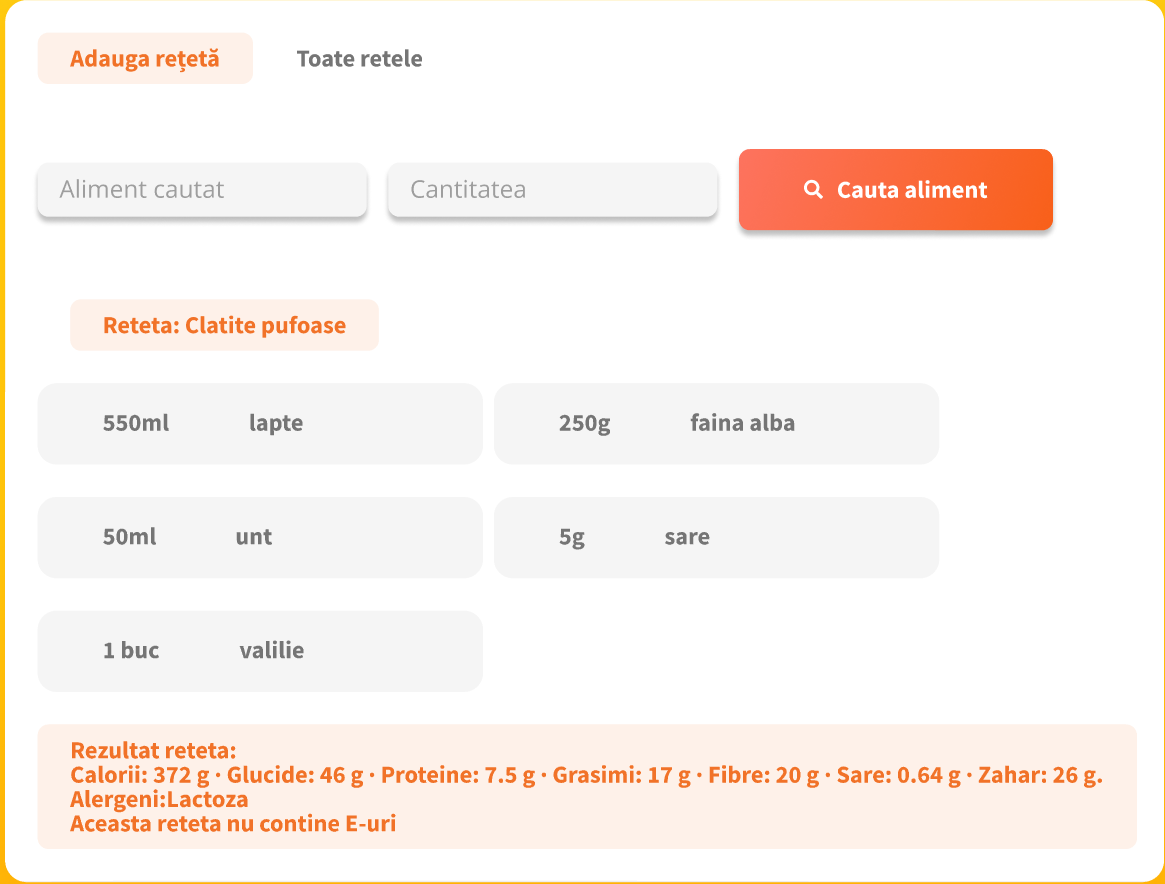 Adauga rețetă
Toate retele
Aliment cautat
Cantitatea
Cauta aliment
Reteta: Clatite pufoase
550ml lapte
250g faina alba
50ml unt
5g sare
1 buc valilie
Rezultat reteta:
Calorii: 372 g · Glucide: 46 g · Proteine: 7.5 g · Grasimi: 17 g · Fibre: 20 g · Sare: 0.64 g · Zahar: 26 g.
Alergeni:Lactoza
Aceasta reteta nu contine E-uri